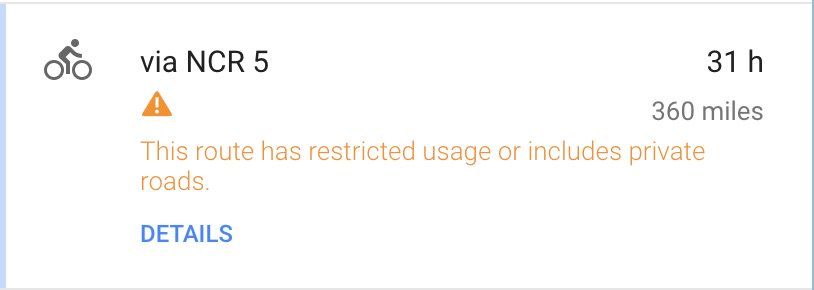 via NCR 5
31 h
360 miles
This route has restricted usage or includes private
roads.
DETAILS